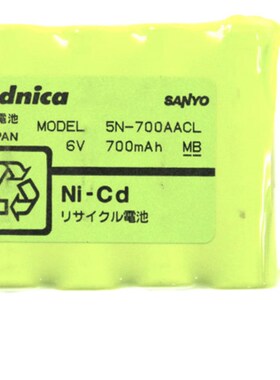 dnica
SANYO
電池
MODEL 5N-700AACL
PAN
6V 700mAh MB
Ni-Cd
リサイクル電池